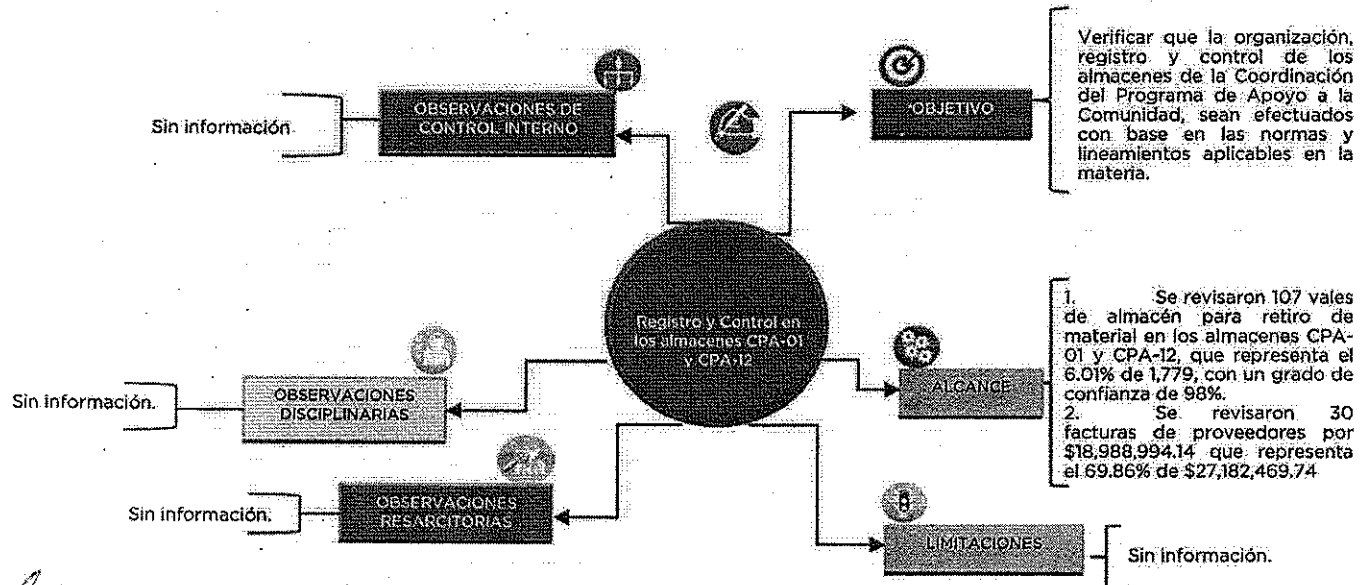 OBSERVACIONES DE
CONTROL INTERNO
Sin información
OBJETIVO
Verificar que la organización,
registro y control de los
almacenes de la Coordinación
del Programa de Apoyo a la
Comunidad, sean efectuados
con base en las normas y
lineamientos aplicables en la
materia.
Registro y Control en
los almacenes CPA-01
y CPA-12
OBSERVACIONES
DISCIPLINARIAS
Sin información.
ALCANCE
1. Se revisaron 107 vales
de almacén para retiro de
material en los almacenes CPA-
01 y CPA-12, que representa el
6.01% de 1,779, con un grado de
confianza de 98%.
2. Se revisaron 30
facturas de proveedores por
$18,988,994.14 que representa
el 69.86% de $27,182,469.74
OBSERVACIONES
RESARCITORIAS
Sin información.
LIMITACIONES
Sin información.